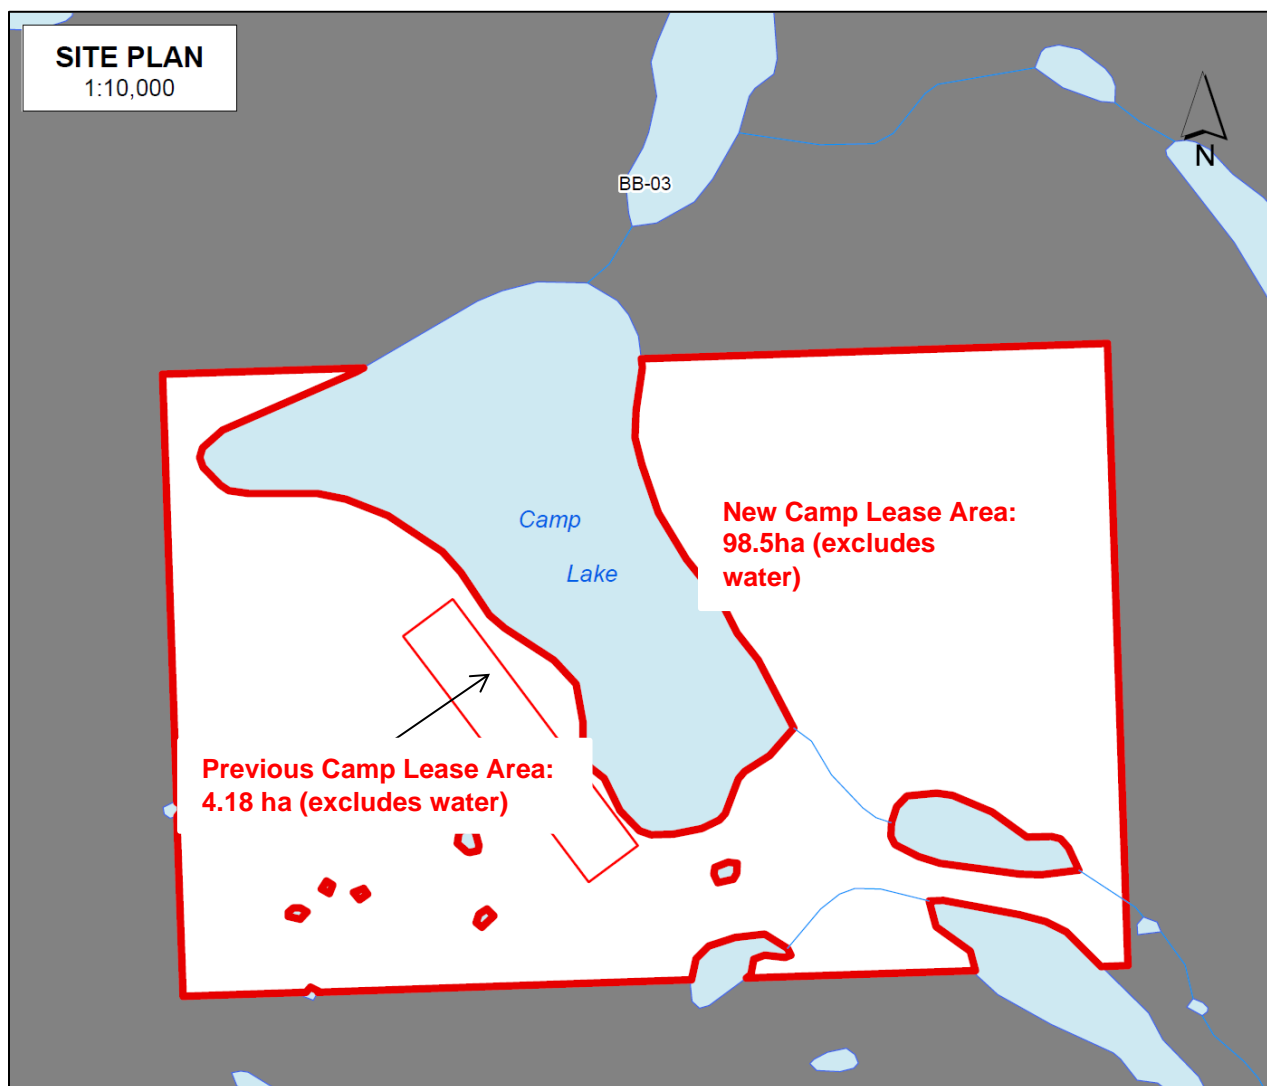 SITE PLAN
1:10,000
N
BB-03
Camp
Lake
New Camp Lease Area:
98.5ha (excludes
water)
Previous Camp Lease Area:
4.18 ha (excludes water)